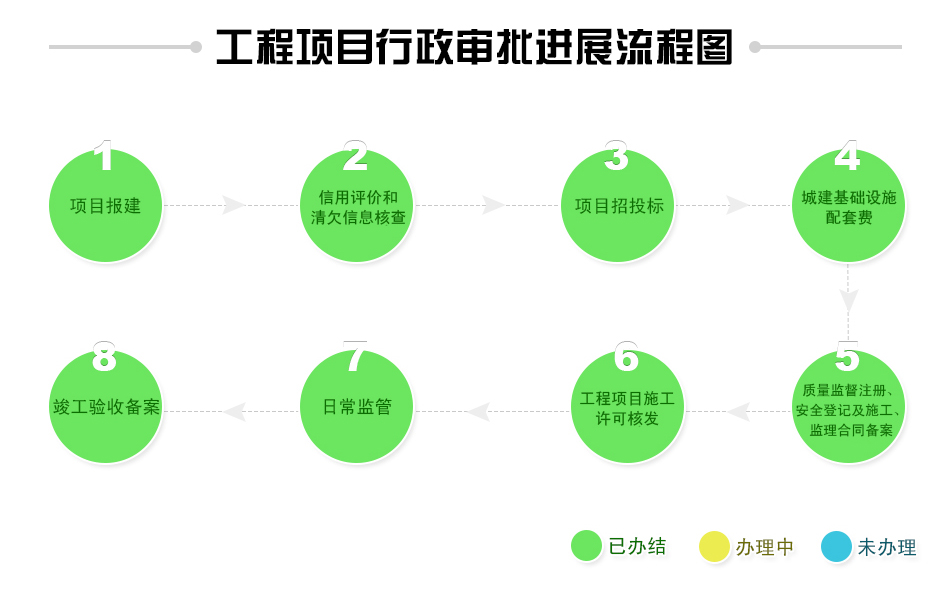 工程项目行政审批进展流程图
1
项目报建
2
信用评价和
清欠信息核查
3
项目招投标
4
城建基础设施
配套费
5
质量监督注册、
安全登记及施工、
监理合同备案
6
工程项目施工
许可核发
7
日常监管
8
竣工验收备案
已办结
办理中
未办理